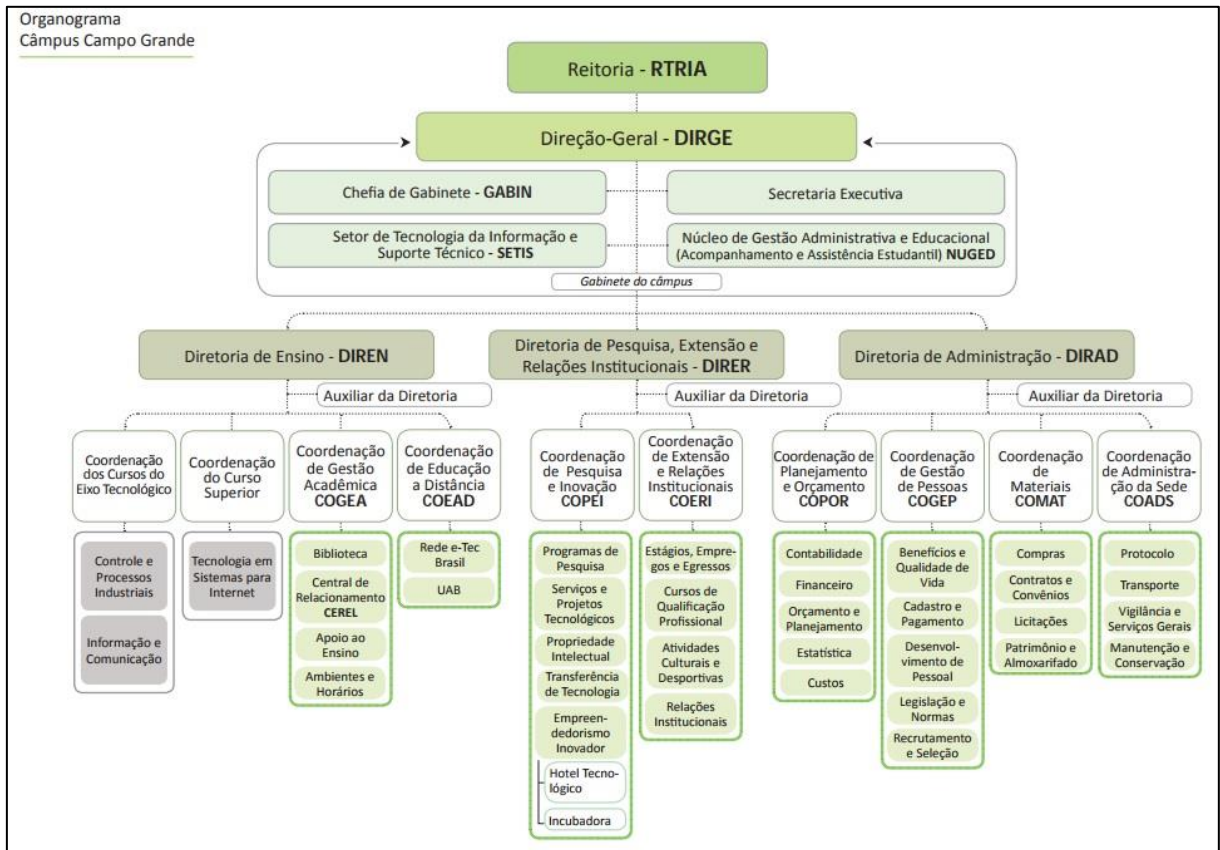 Organograma
Câmpus Campo Grande
Reitoria - RTRIA
Direção-Geral - DIRGE
Chefia de Gabinete - GABIN
Secretaria Executiva
Setor de Tecnologia da Informação e
Suporte Técnico - SETIS
Núcleo de Gestão Administrativa e Educacional
(Acompanhamento e Assistência Estudantil) NUGED
Gabinete do câmpus
Diretoria de Ensino - DIREN
Diretoria de Pesquisa, Extensão e
Relações Institucionais - DIRER
Diretoria de Administração - DIRAD
Auxiliar da Diretoria
Auxiliar da Diretoria
Auxiliar da Diretoria
Coordenação
dos Cursos do
Eixo Tecnológico
Coordenação
do Curso
Superior
Coordenação
de Gestão
Acadêmica
COGEA
Coordenação
de Educação
a Distância
COEAD
Coordenação
de Pesquisa
e Inovação
COPEI
Coordenação
de Extensão
e Relações
Institucionais
COERI
Coordenação de
Planejamento
e Orçamento
COPOR
Coordenação
de Gestão
de Pessoas
COGEP
Coordenação
de
Materiais
COMAT
Coordenação
de Administra-
ção da Sede
COADS
Controle e
Processos
Industriais
Informação e
Comunicação
Tecnologia em
Sistemas para
Internet
Biblioteca
Central de
Relacionamento
CEREL
Apoio ao
Ensino
Ambientes e
Horários
Rede e-Tec
Brasil
UAB
Programas de
Pesquisa
Serviços e
Projetos
Tecnológicos
Propriedade
Intelectual
Transferência
de Tecnologia
Empreen-
dedorismo
Inovador
Hotel Tecno-
lógico
Incubadora
Estágios, Empre-
gos e Egressos
Cursos de
Qualificação
Profissional
Atividades
Culturais e
Desportivas
Relações
Institucionais
Contabilidade
Financeiro
Orçamento e
Planejamento
Estatística
Custos
Benefícios e
Qualidade de
Vida
Cadastro e
Pagamento
Desenvol-
vimento de
Pessoal
Legislação e
Normas
Recrutamento
e Seleção
Compras
Contratos e
Convênios
Licitações
Patrimônio e
Almoxarifado
Protocolo
Transporte
Vigilância e
Serviços Gerais
Manutenção e
Conservação